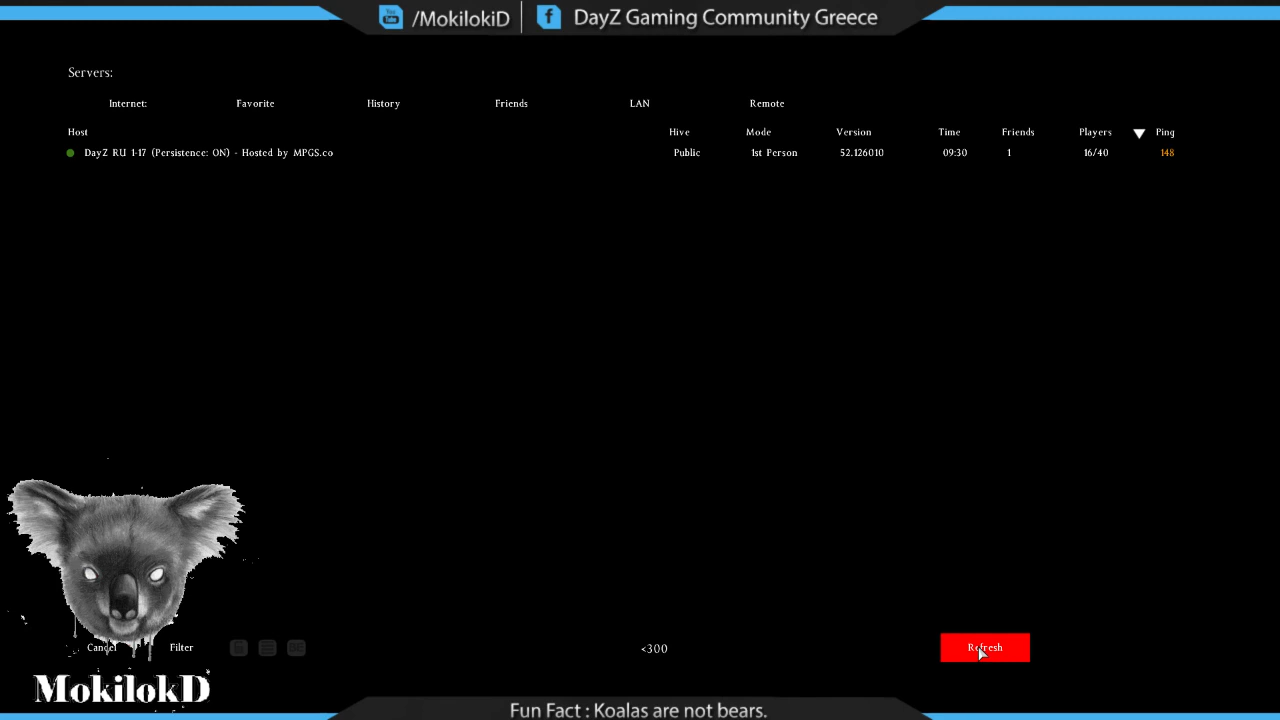 /MokilokiD
DayZ Gaming Community Greece
Servers:
Internet: Favorite History Friends LAN Remote
Host Hive Mode Version Time Friends Players Ping
DayZ RU 1-17 (Persistence: ON) - Hosted by MPGS.co Public 1st Person 52.126010 09:30 1 16/40 148
Cancel Filter <300 Refresh
MokilokD
Fun Fact : Koalas are not bears.